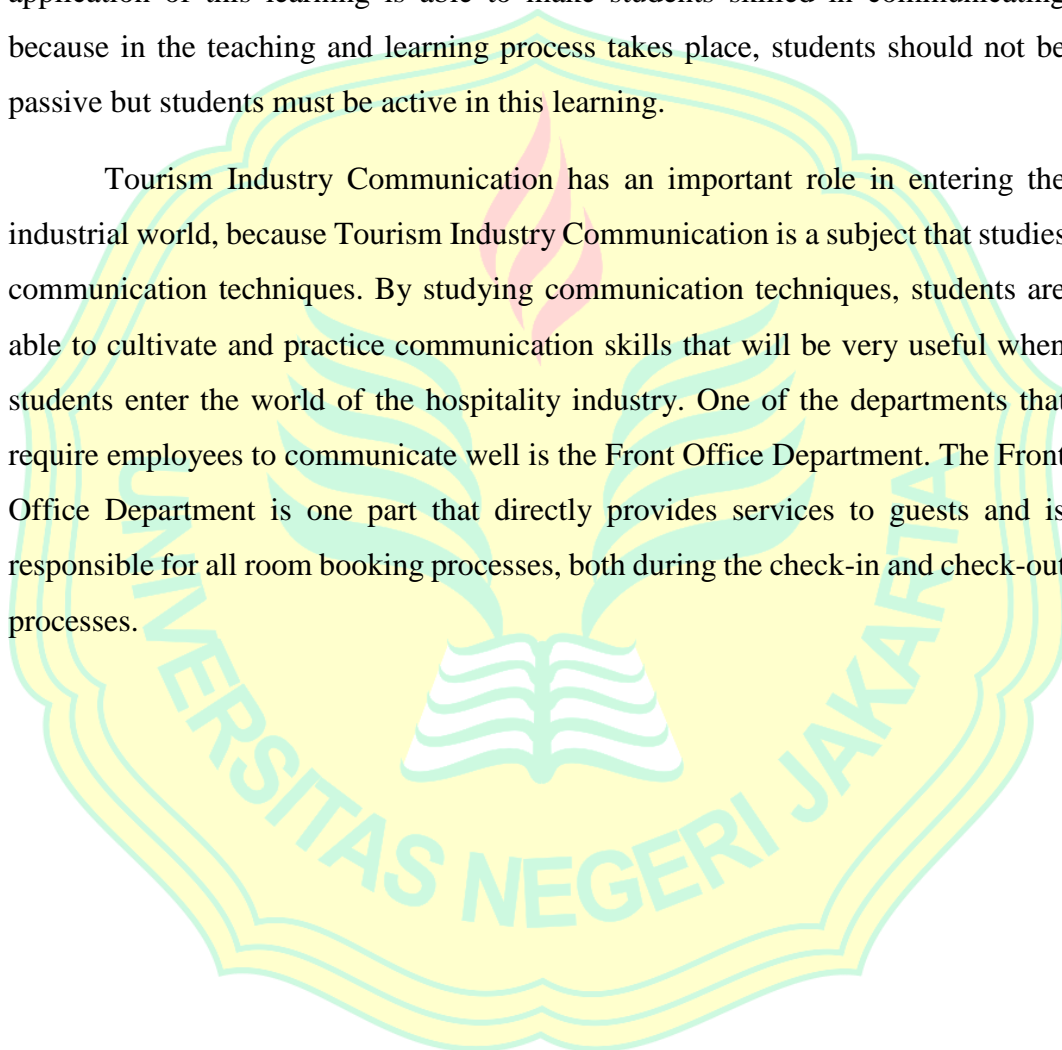 application of this learning is able to make students skilled in communicating
because in the teaching and learning process takes place, students should not be
passive but students must be active in this learning.
Tourism Industry Communication has an important role in entering the
industrial world, because Tourism Industry Communication is a subject that studies
communication techniques. By studying communication techniques, students are
able to cultivate and practice communication skills that will be very useful when
students enter the world of the hospitality industry. One of the departments that
require employees to communicate well is the Front Office Department. The Front
Office Department is one part that directly provides services to guests and is
responsible for all room booking processes, both during the check-in and check-out
processes.
UNIVERSITAS NEGERI JAKARTA